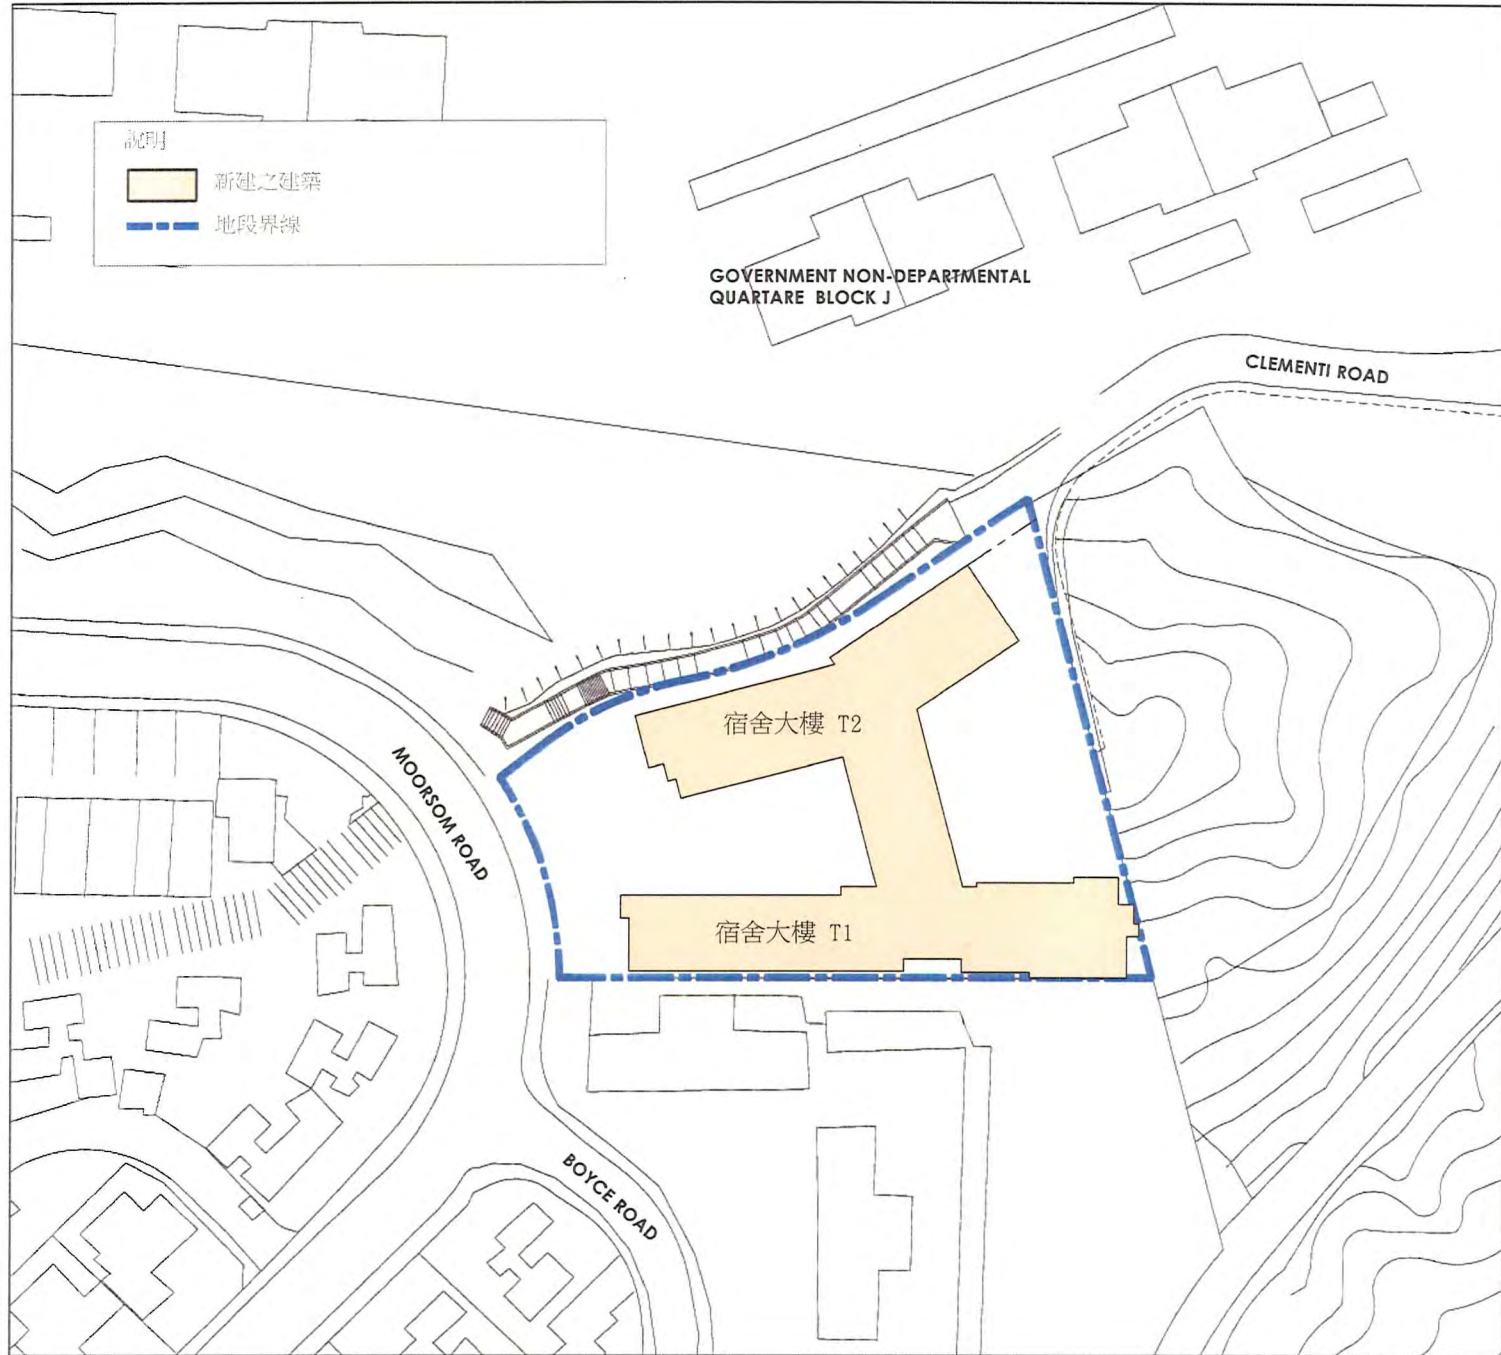 說明
新建之建築
地段界線
GOVERNMENT NON-DEPARTMENTAL
QUARTARE BLOCK J
CLEMENTI ROAD
宿舍大樓 T2
MOORSOM ROAD
宿舍大樓 T1
BOYCE ROAD